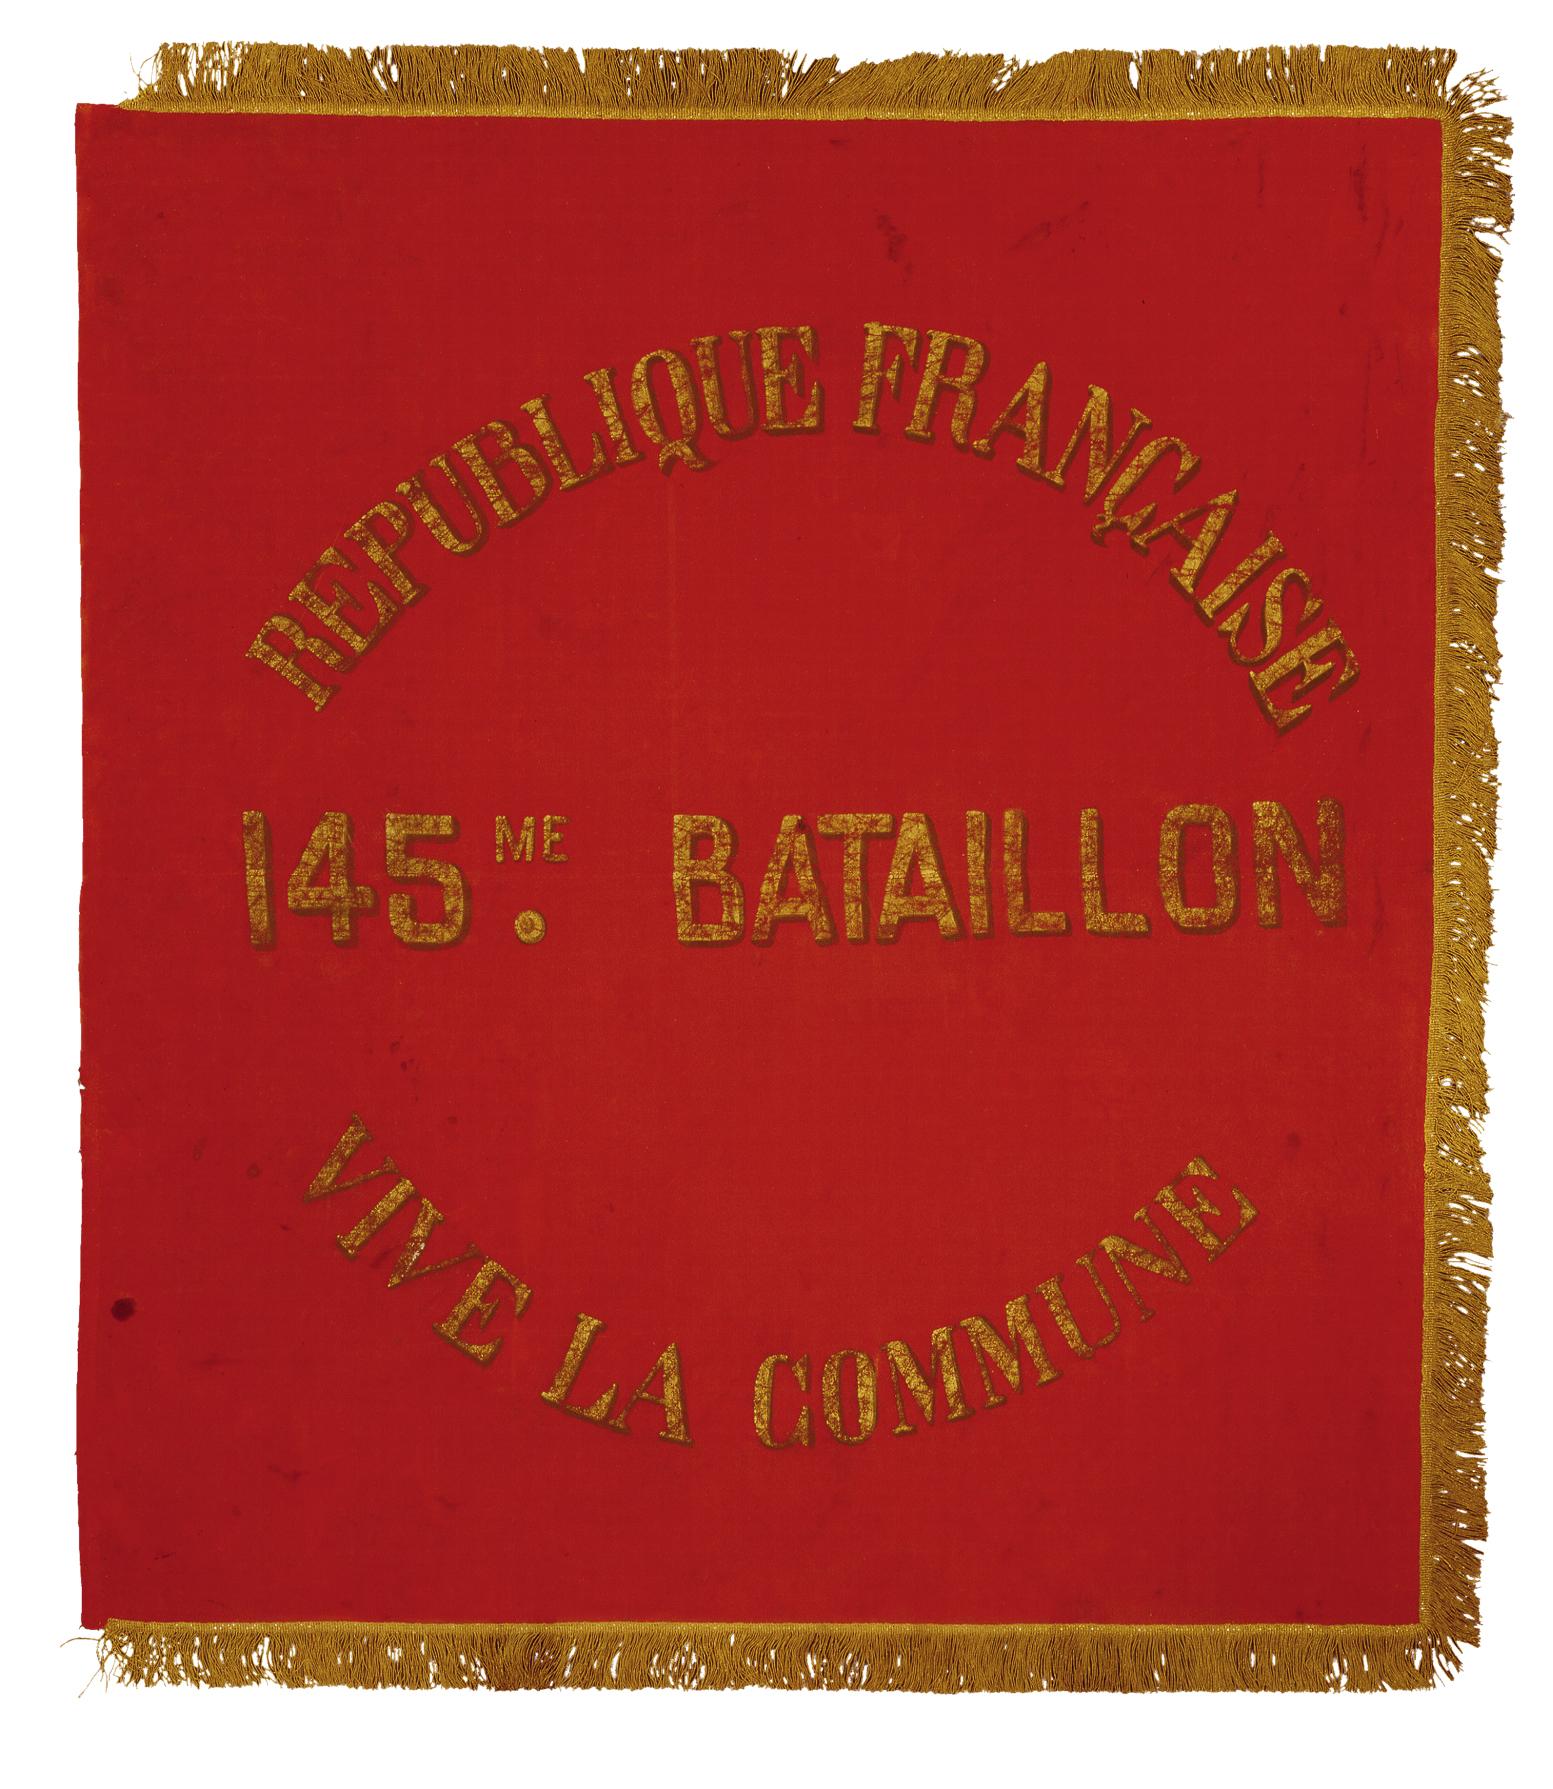 REPUBLIQUE FRANÇAISE
145.ME BATAILLON
VIVE LA COMMUNE